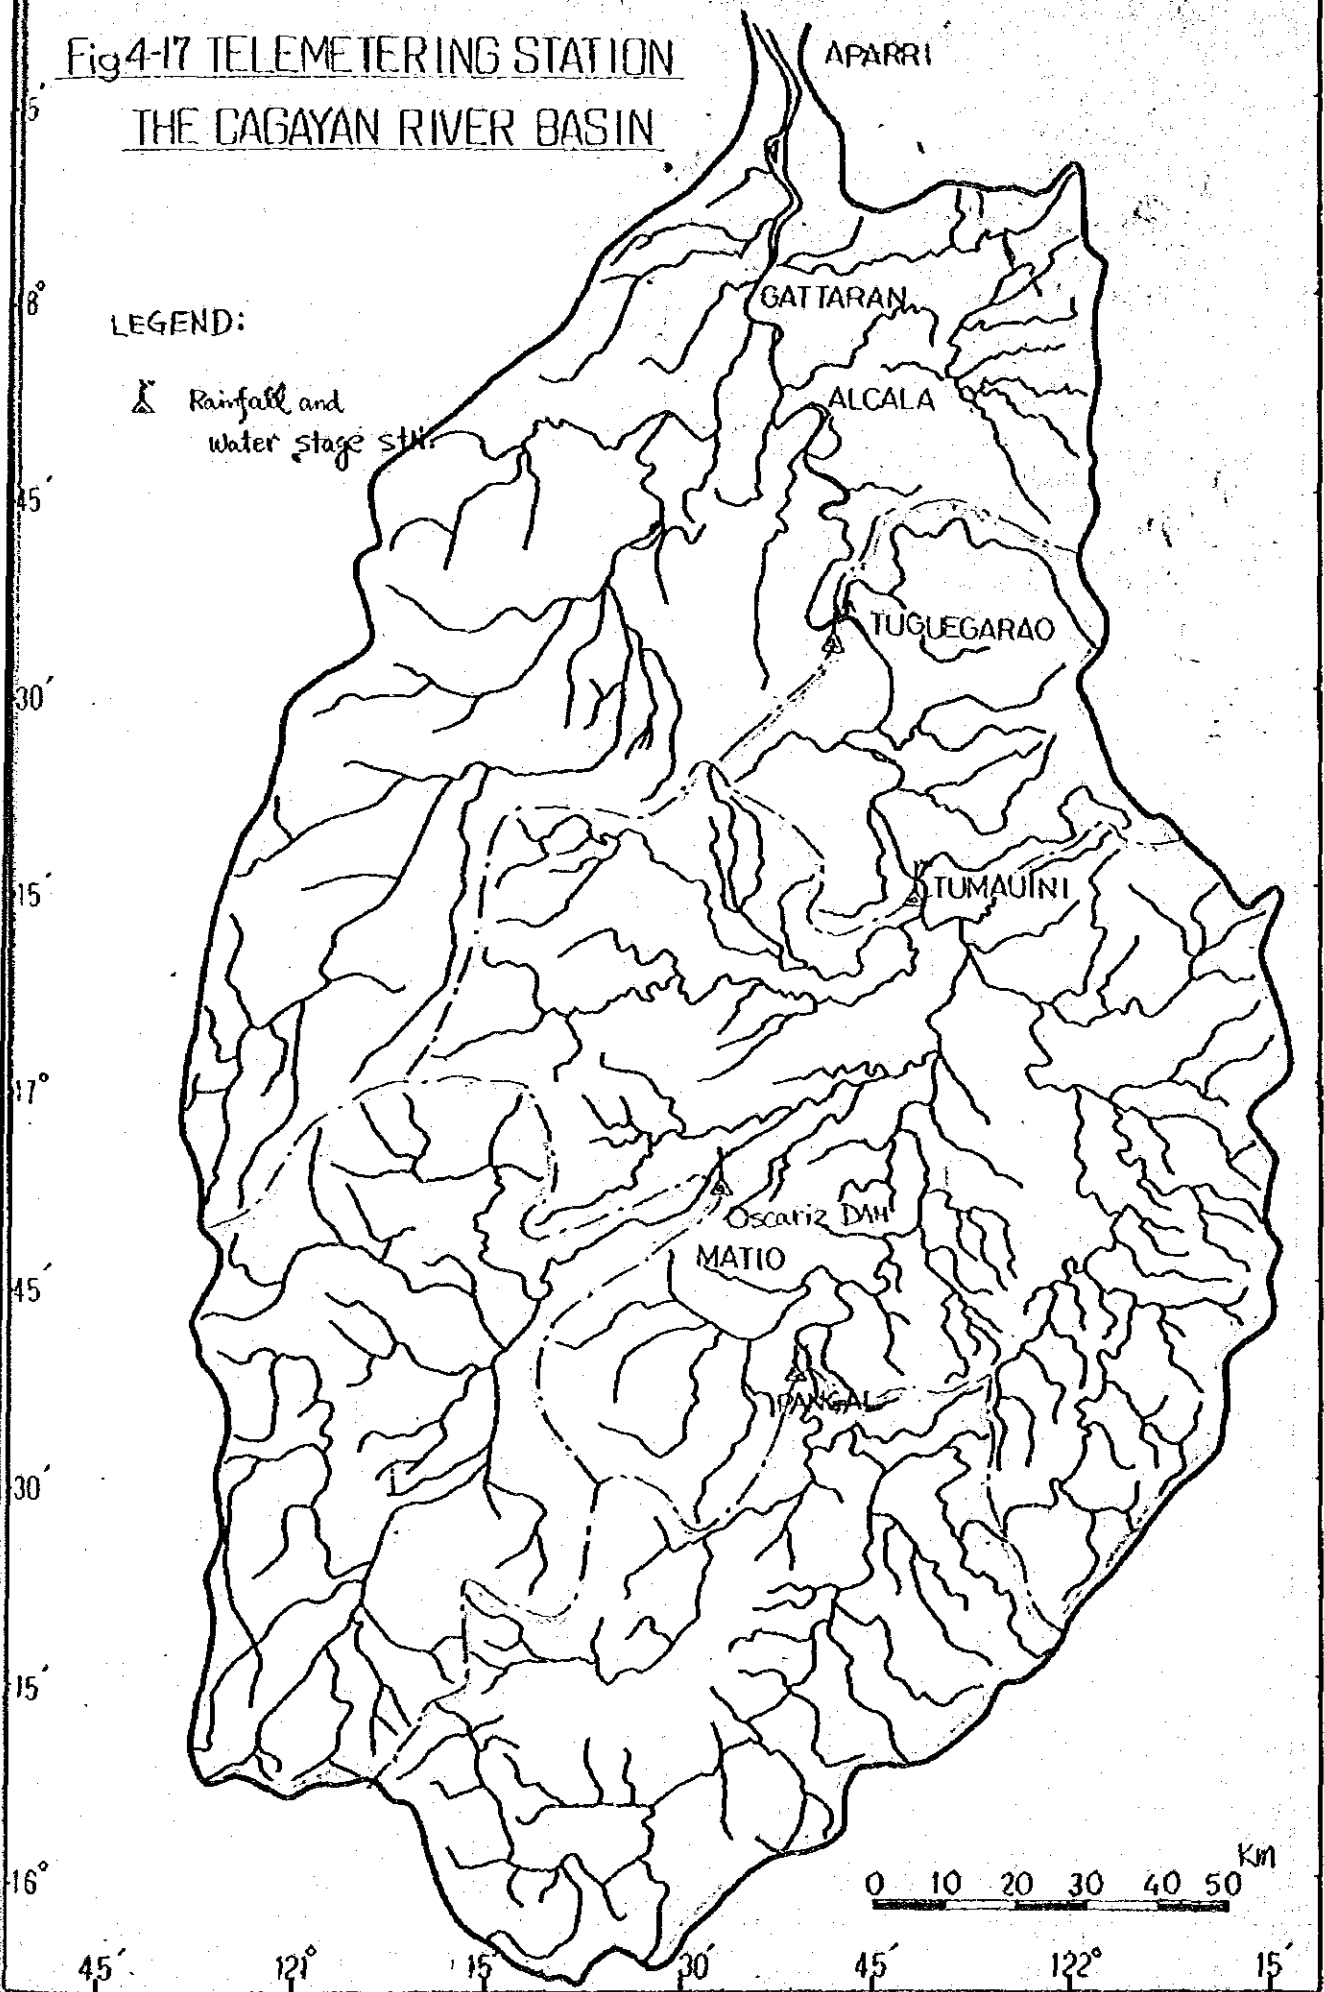 Fig 4-17 TELEMETERING STATION
THE CAGAYAN RIVER BASIN
APARRI
GATTARAN
LEGEND:
Rainfall and
water stage stn.
ALCALA
TUGUEGARAO
TUMAUINI
Oscariz DAM
MATIO
PANGAL
5´
8°
45´
30´
15´
17°
45´
30´
15´
16°
Km
0 10 20 30 40 50
45´ 121° 15´ 30´ 45´ 122° 15´